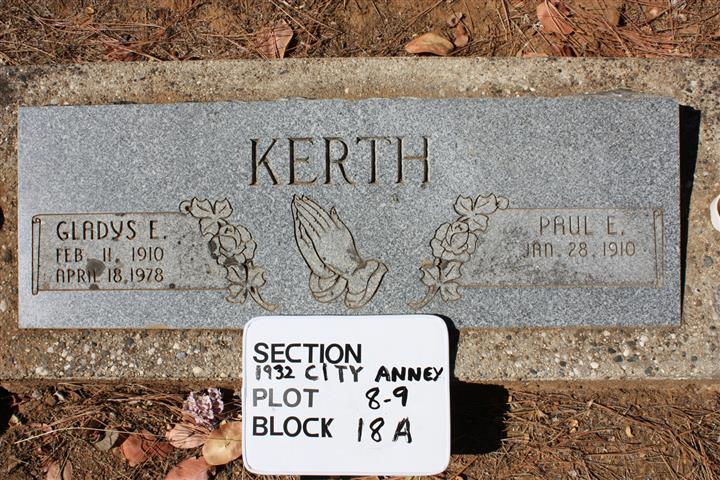 KERTH
GLADYS E.
FEB. 11, 1910
APRIL 18, 1978
PAUL E.
JAN. 28, 1910
SECTION
1932 CITY ANNEY
PLOT 8-9
BLOCK 18A